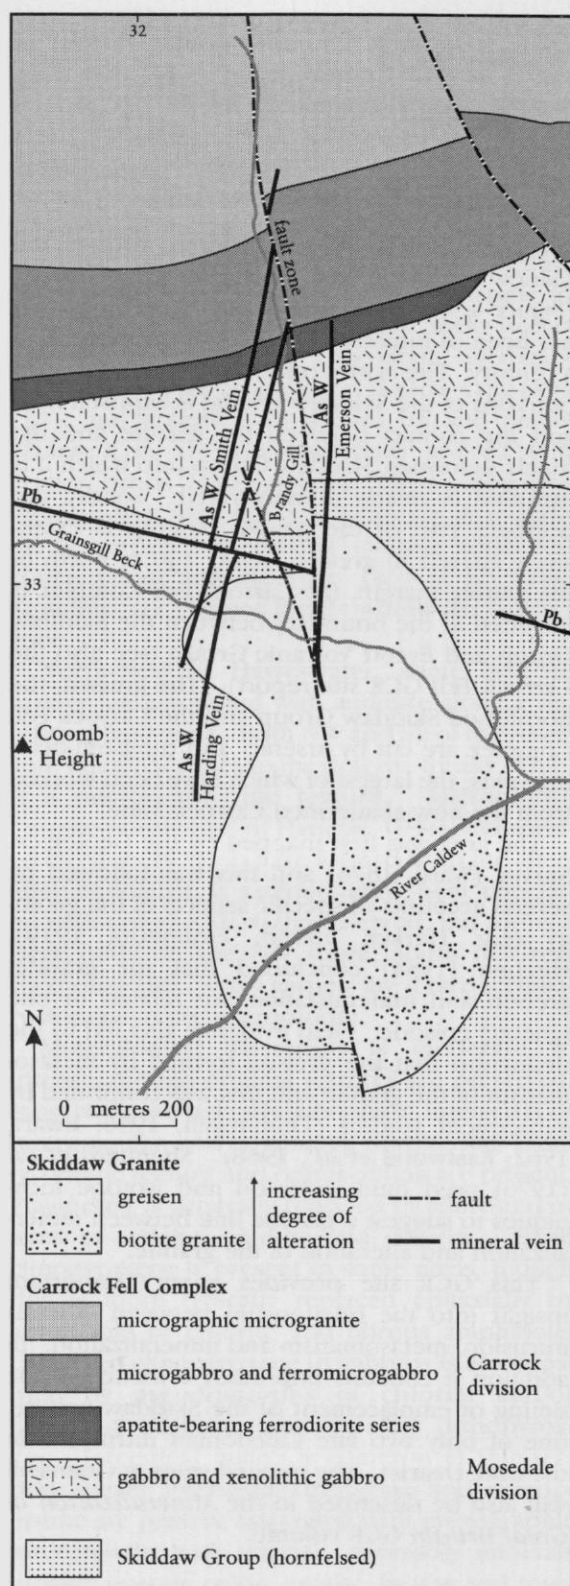 32
fault zone
As W
Smith Vein
As W
Emerson Vein
Brandy Gill
Pb
Grainsgill Beck
33
Pb
Coomb
Height
As W
Harding Vein
River Caldew
N
0 metres 200
Skiddaw Granite
greisen
biotite granite
increasing
degree of
alteration
fault
mineral vein
Carrock Fell Complex
micrographic microgranite
microgabbro and ferromicrogabbro
apatite-bearing ferrodiorite series
Carrock
division
gabbro and xenolithic gabbro
Mosedale
division
Skiddaw Group (hornfelsed)